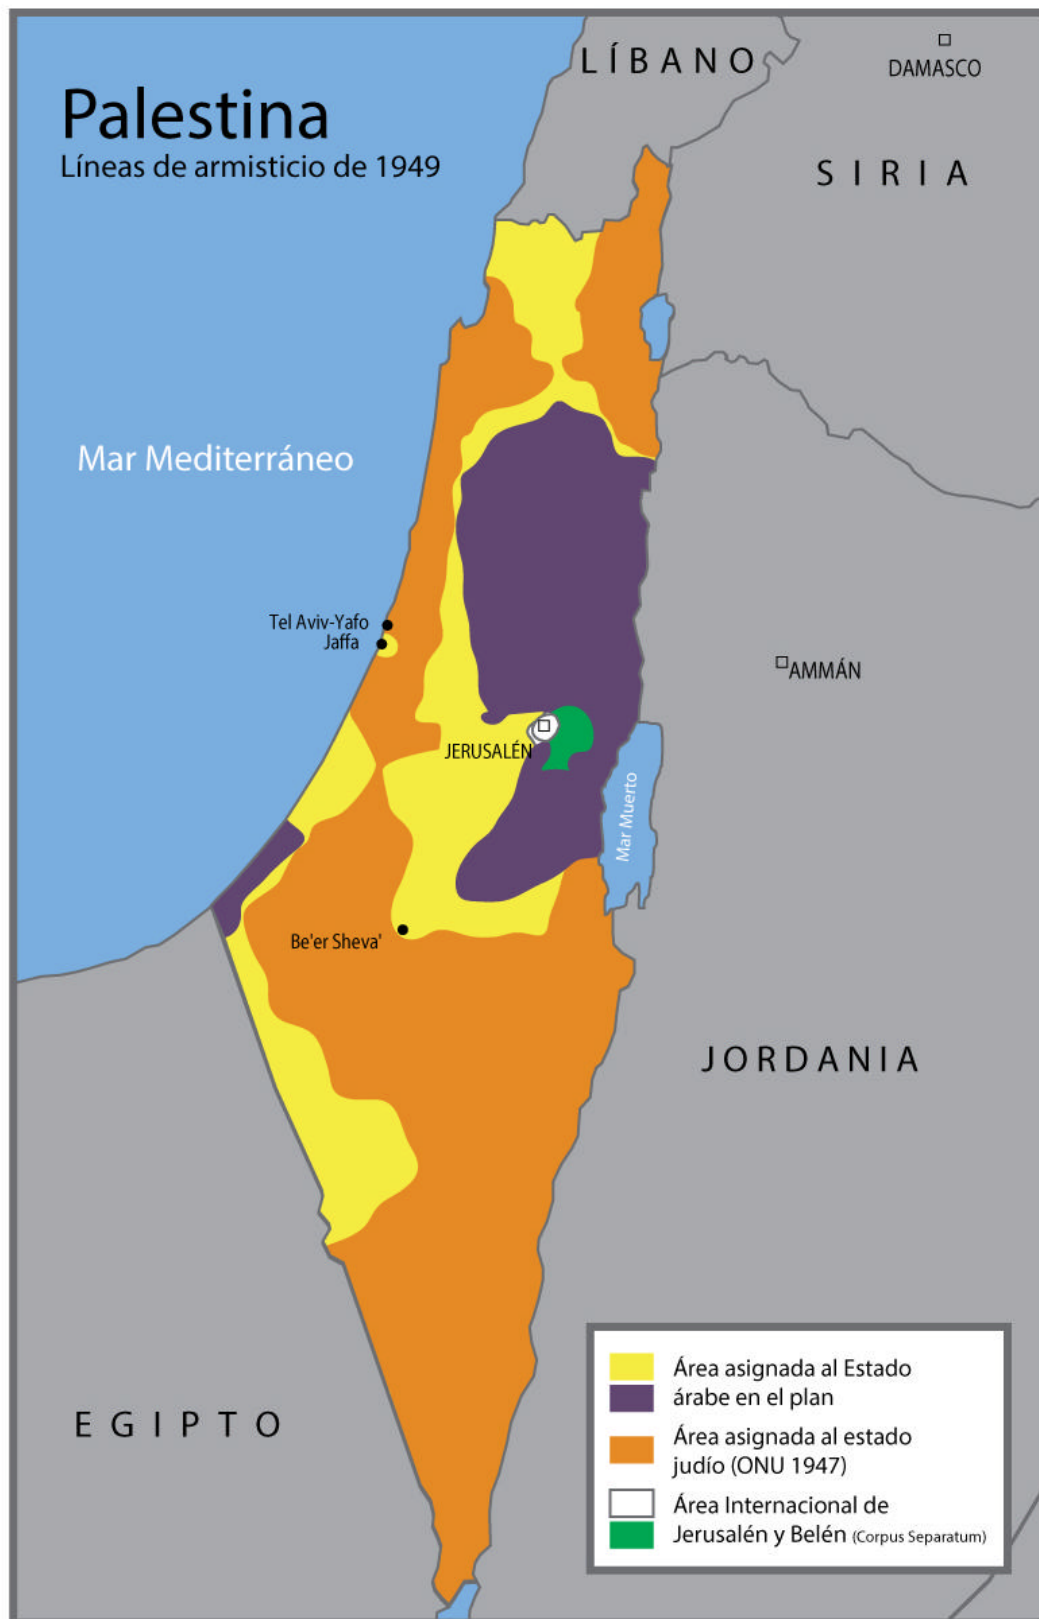 Palestina
Líneas de armisticio de 1949
LÍBANO
DAMASCO
SIRIA
Mar Mediterráneo
Tel Aviv-Yafo
Jaffa
AMMÁN
JERUSALÉN
Mar Muerto
Be'er Sheva'
JORDANIA
EGIPTO
Área asignada al Estado
árabe en el plan
Área asignada al estado
judío (ONU 1947)
Área Internacional de
Jerusalén y Belén (Corpus Separatum)